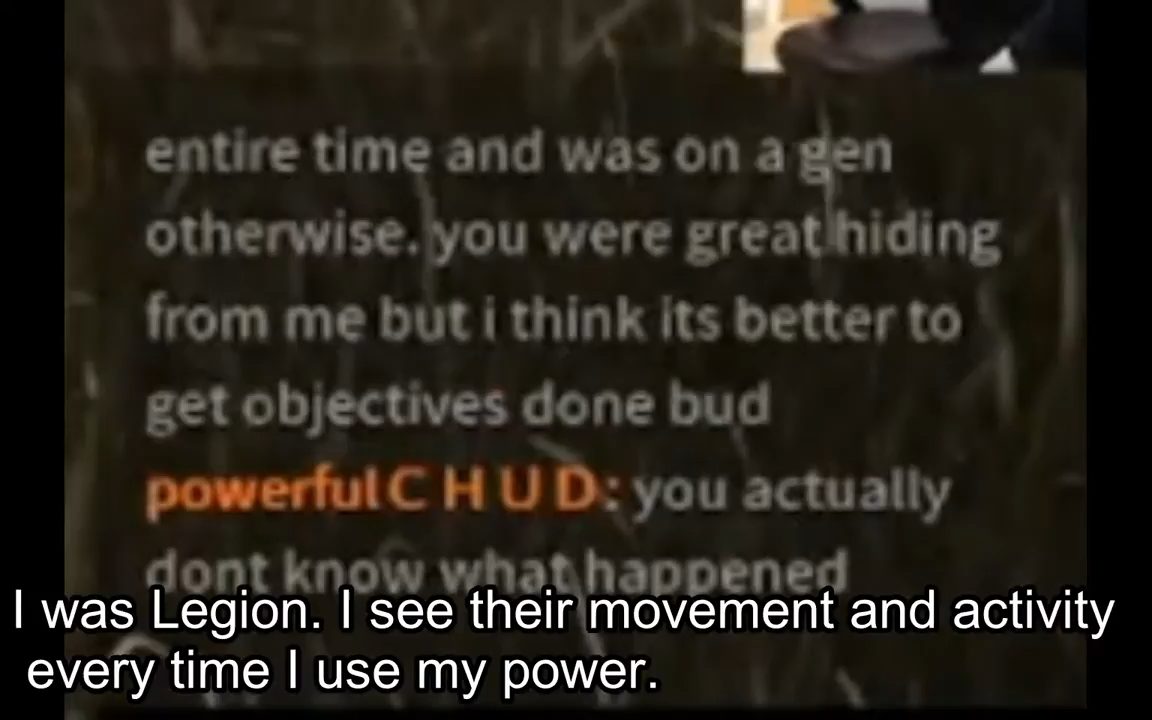 entire time and was on a gen
otherwise. you were great hiding
from me but i think its better to
get objectives done bud
powerful C H U D: you actually
dont know what happened
I was Legion. I see their movement and activity
every time I use my power.